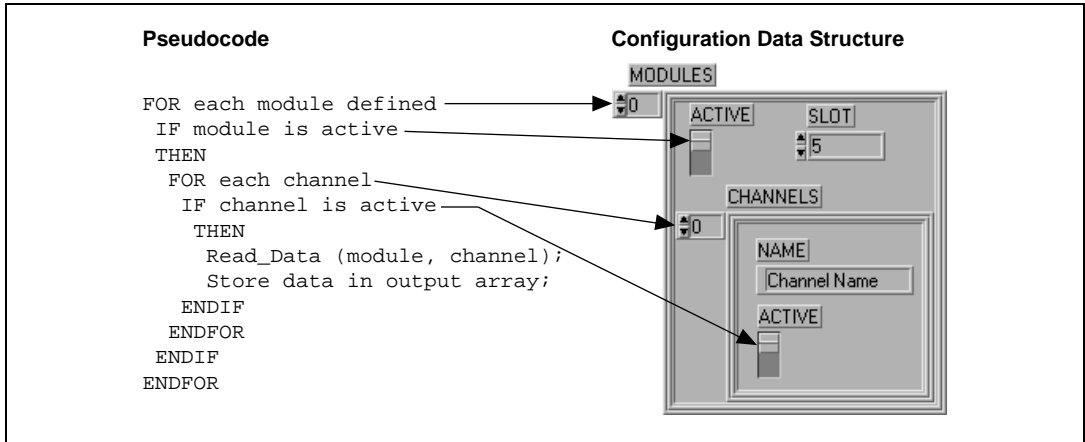 Pseudocode
FOR each module defined
IF module is active
THEN
FOR each channel
IF channel is active
THEN
Read_Data (module, channel);
Store data in output array;
ENDIF
ENDFOR
ENDIF
ENDFOR
Configuration Data Structure
MODULES
0
ACTIVE
SLOT
5
CHANNELS
0
NAME
Channel Name
ACTIVE